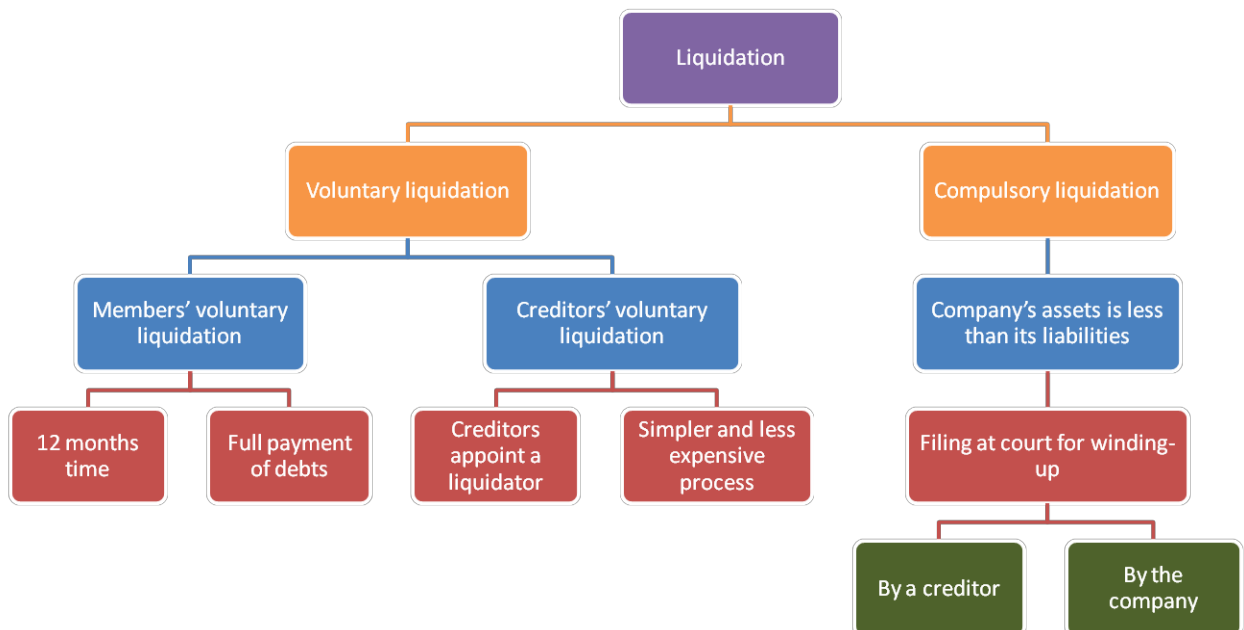 Liquidation
Voluntary liquidation
Compulsory liquidation
Members’ voluntary
liquidation
Creditors’ voluntary
liquidation
Company’s assets is less
than its liabilities
12 months
time
Full payment
of debts
Creditors
appoint a
liquidator
Simpler and less
expensive
process
Filing at court for winding-
up
By a creditor
By the
company